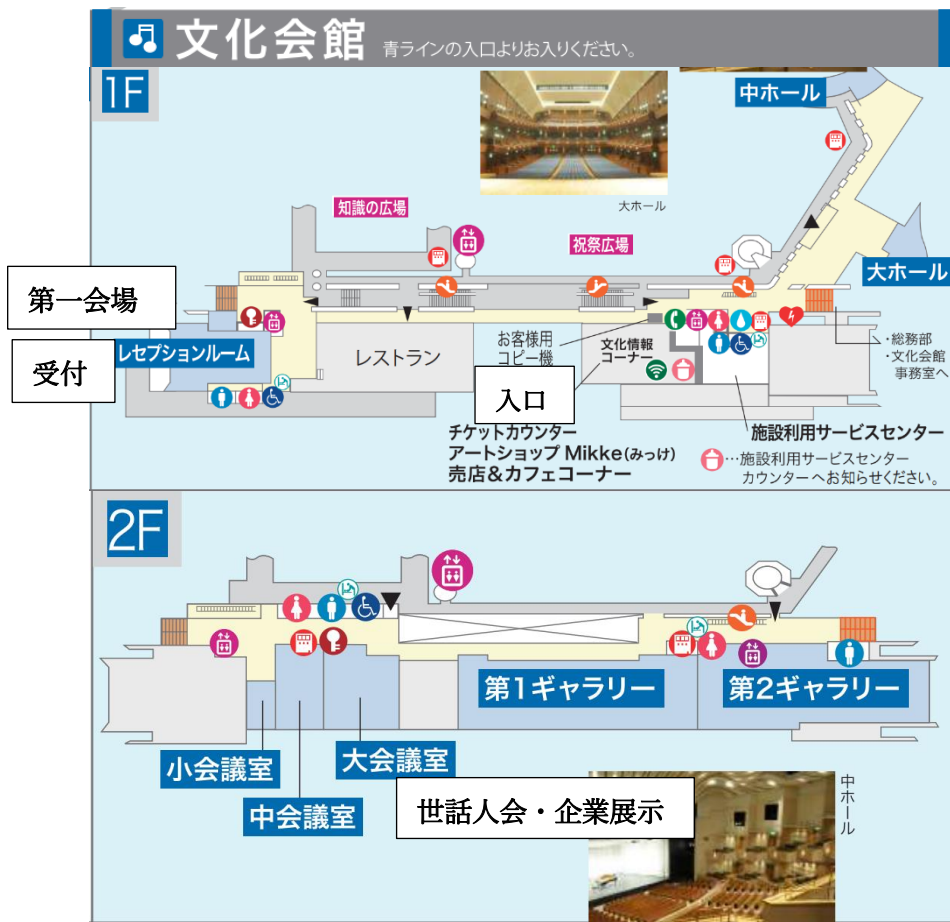 文化会館 青ラインの入口よりお入りください。
1F
中ホール
大ホール
知識の広場
祝祭広場
大ホール
第一会場
受付
レセプションルーム
レストラン
お客様用
コピー機
文化情報
コーナー
入口
・総務部
・文化会館
事務室へ
チケットカウンター
アートショップ Mikke(みっけ)
売店&カフェコーナー
施設利用サービスセンター
…施設利用サービスセンター
カウンターへお知らせください。
2F
第1ギャラリー
第2ギャラリー
小会議室
中会議室
大会議室
世話人会・企業展示
中ホール